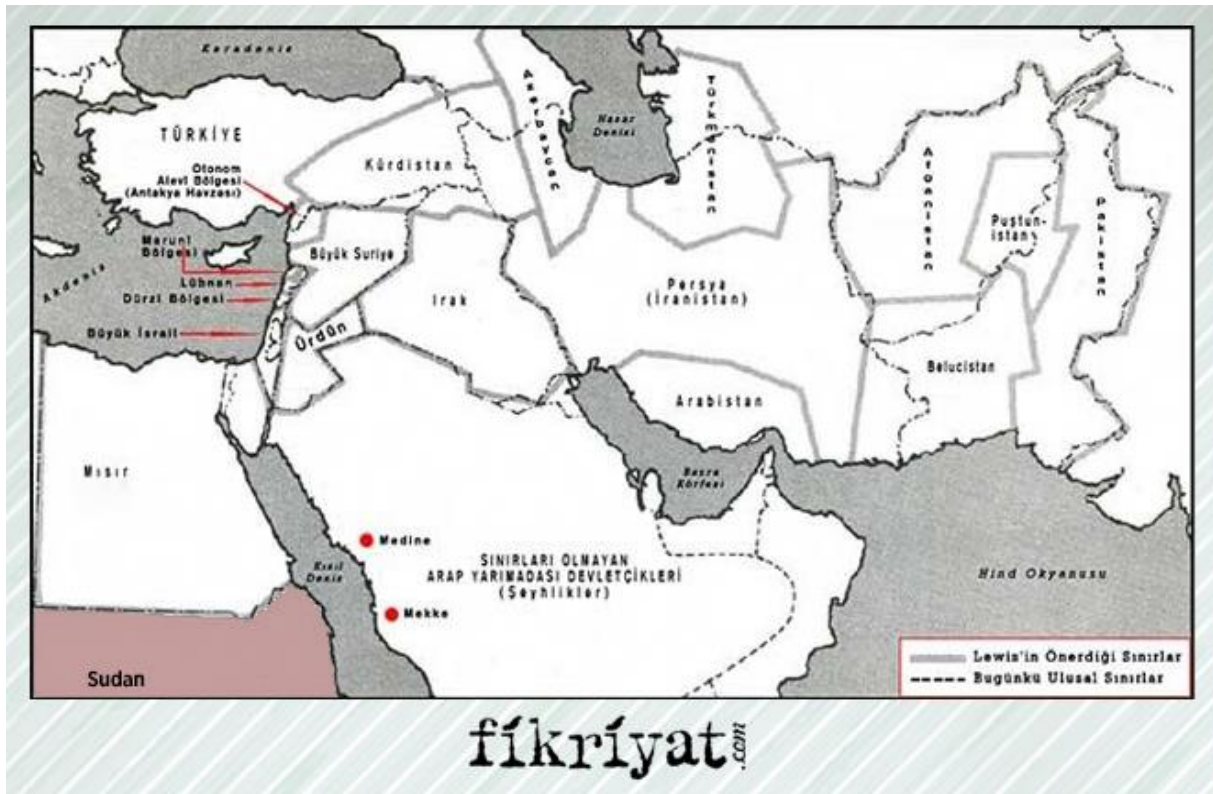 Karadeniz
TÜRKİYE
Otonom
Alevi Bölgesi
(Antakya Havzası)
Kürdistan
Azerbaycan
Hazar
Denizi
Türkmenistan
Afganistan
Puştun-
istan
Pakistan
Maruni
Bölgesi
Akdeniz
Lübnan
Dürzi Bölgesi
Büyük İsrail
Büyük Suriye
Ürdün
Irak
Persya
(İranistan)
Belucistan
Arabistan
Basra
Körfezi
Mısır
Kızıl
Deniz
Medine
Mekke
SINIRLARI OLMAYAN
ARAP YARIMADASI DEVLETÇİKLERİ
(Şeyhlikler)
Hind Okyanusu
Sudan
Lewis'in Önerdiği Sınırlar
Bugünkü Ulusal Sınırlar
fikriyat.com